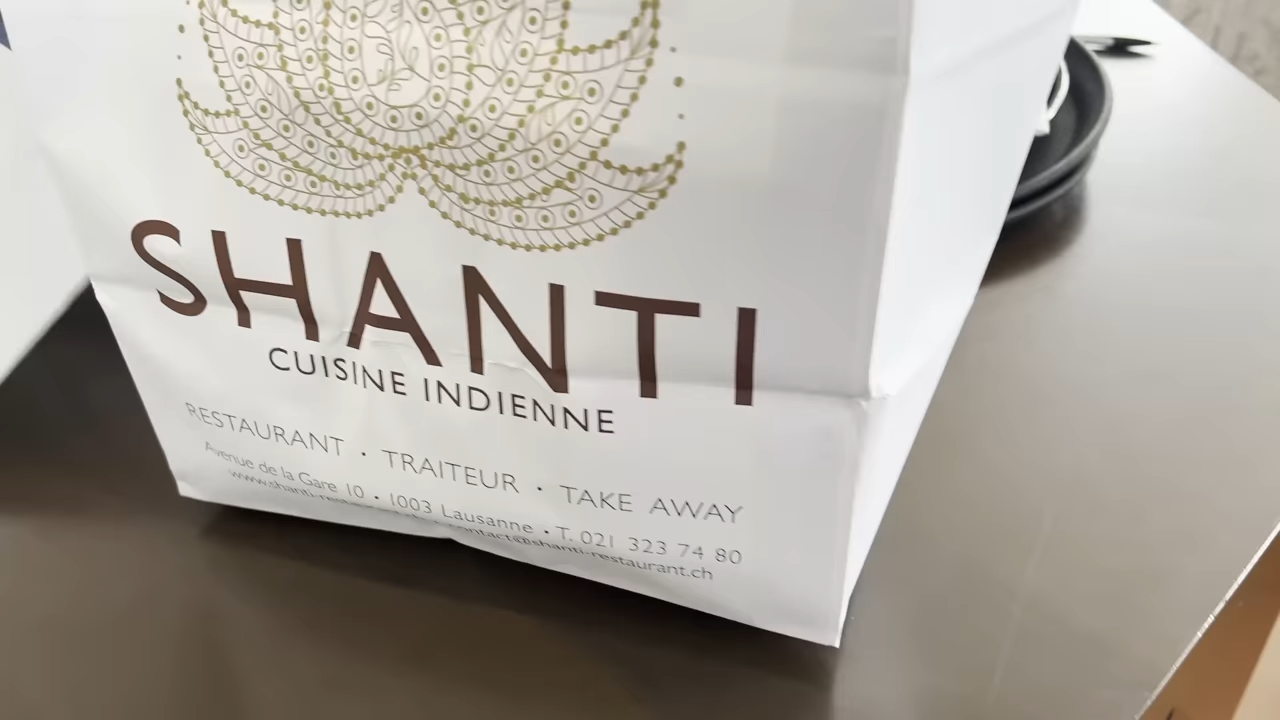 SHANTI
CUISINE INDIENNE
RESTAURANT • TRAITEUR • TAKE AWAY
Avenue de la Gare 10 • 1003 Lausanne • T. 021 323 74 80
contact@shanti-restaurant.ch